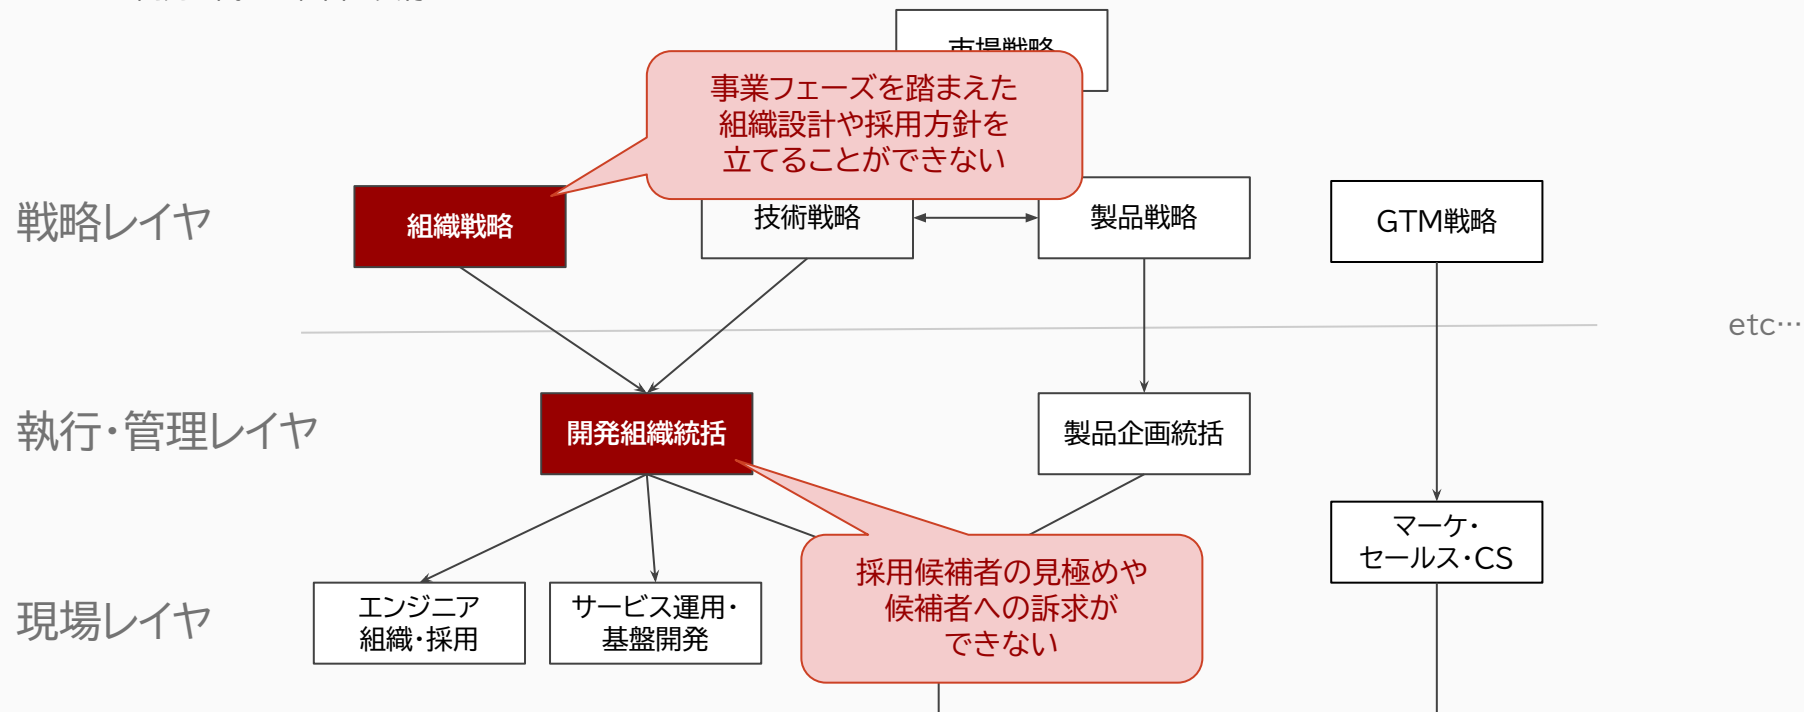 市場戦略
事業フェーズを踏まえた
組織設計や採用方針を
立てることができない
戦略レイヤ
組織戦略
技術戦略
製品戦略
GTM戦略
etc…
執行・管理レイヤ
開発組織統括
製品企画統括
マーケ・
セールス・CS
採用候補者の見極めや
候補者への訴求が
できない
現場レイヤ
エンジニア
組織・採用
サービス運用・
基盤開発